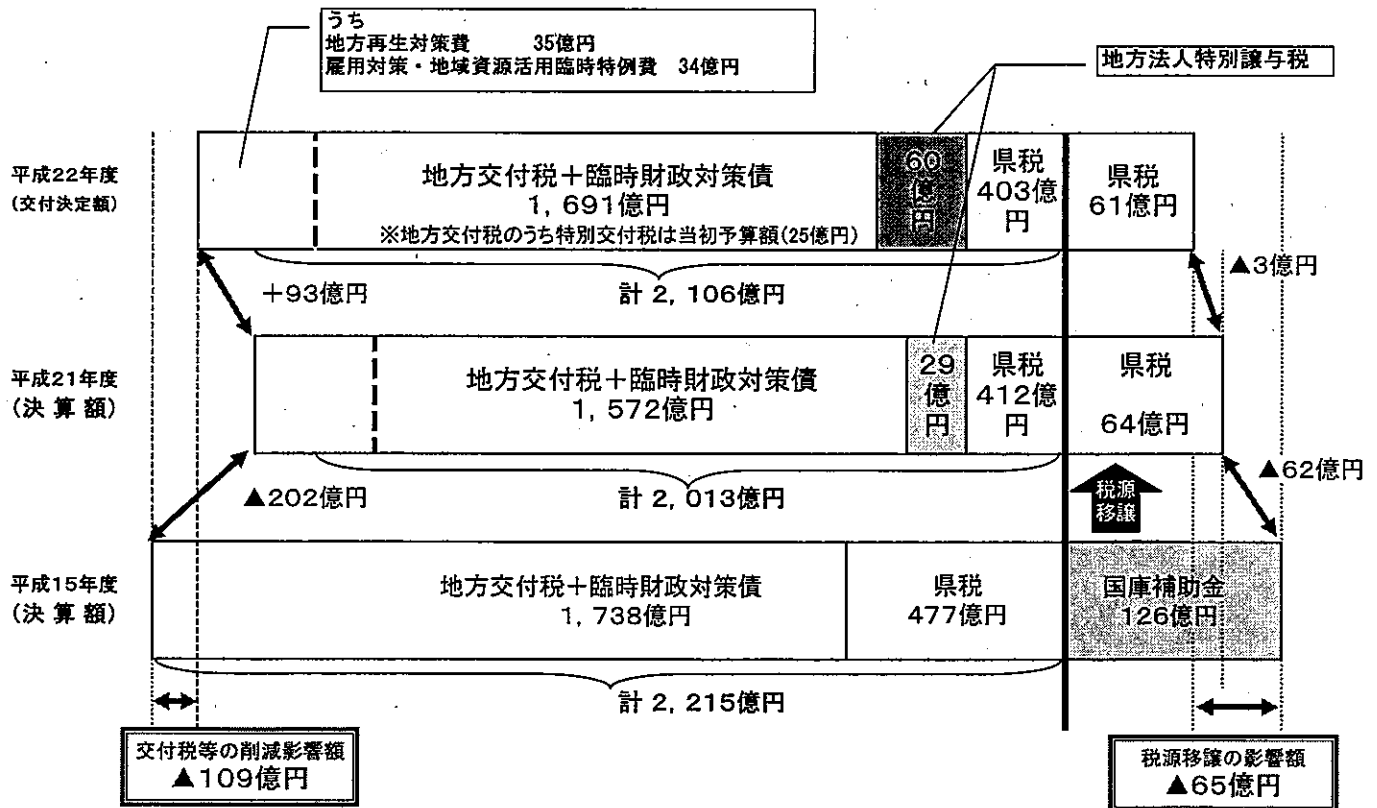 うち
地方再生対策費 35億円
雇用対策・地域資源活用臨時特例費 34億円
地方法人特別譲与税
平成22年度
(交付決定額)
地方交付税＋臨時財政対策債
1,691億円
※地方交付税のうち特別交付税は当初予算額(25億円)
60
億
円
県税
403億
円
県税
61億円
＋93億円
計 2,106億円
▲3億円
平成21年度
(決算額)
地方交付税＋臨時財政対策債
1,572億円
29
億
円
県税
412億
円
県税
64億円
▲202億円
計 2,013億円
税源
移譲
▲62億円
平成15年度
(決算額)
地方交付税＋臨時財政対策債
1,738億円
県税
477億円
国庫補助金
126億円
計 2,215億円
交付税等の削減影響額
▲109億円
税源移譲の影響額
▲65億円